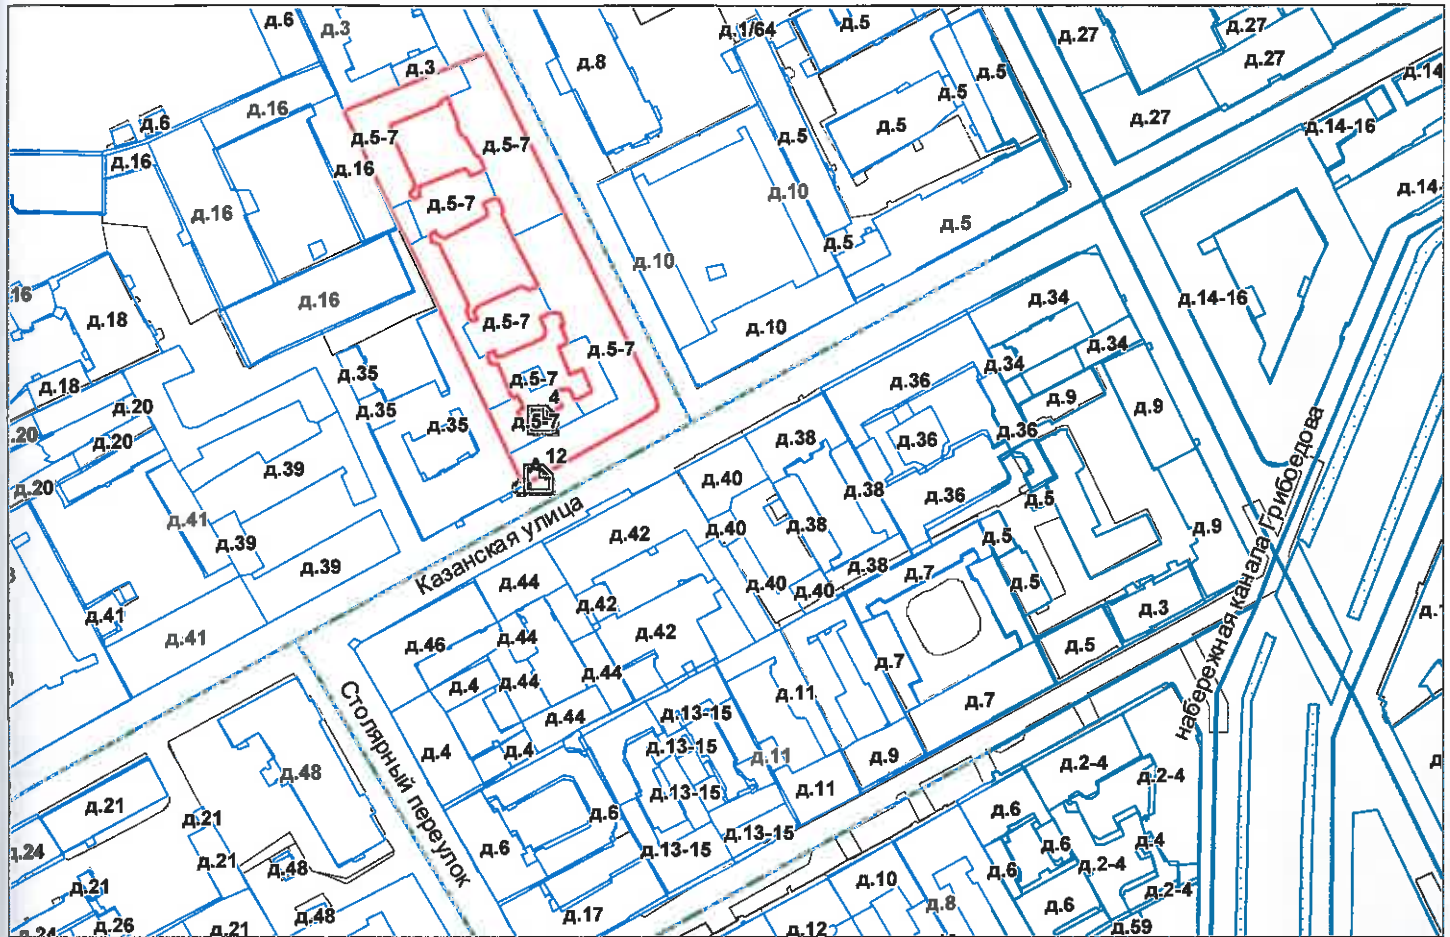 д.6
д.3
д.1/64
д.5
д.27
д.27
д.8
д.3
д.27
д.5
д.14
д.16
д.5
д.6
д.5-7
д.5-7
д.5
д.5
д.27
д.14-16
д.16
д.16
д.10
д.14-
д.16
д.5-7
д.5
д.5
д.10
д.16
д.16
д.14-16
д.34
д.18
д.5-7
д.10
д.5-7
д.34
д.34
д.35
д.18
д.5-7
д.36
д.9
д.9
4
д.20
д.35
д.35
д.5-7
д.36
д.36
д.20
д.20
д.38
12
д.39
д.40
д.38
д.36
д.20
д.5
д.41
д.40
д.38
д.9
д.39
д.42
д.5
Казанская улица
набережная канала Грибоедова
д.39
д.44
д.38
д.7
д.5
д.40
д.40
д.41
д.42
д.3
д.41
д.46
д.44
д.42
д.5
д.44
д.44
д.7
д.4
д.11
д.7
д.44
д.13-15
Столярный переулок
д.4
д.4
д.13-15
д.11
д.9
д.48
д.2-4
д.2-4
д.13-15
д.11
д.21
д.21
д.6
д.6
д.13-15
д.6
д.4
д.24
д.21
д.6
д.13-15
д.2-4
д.48
д.6
д.10
д.2-4
д.21
д.8
д.6
д.48
д.17
д.24
д.26
д.21
д.12
д.59